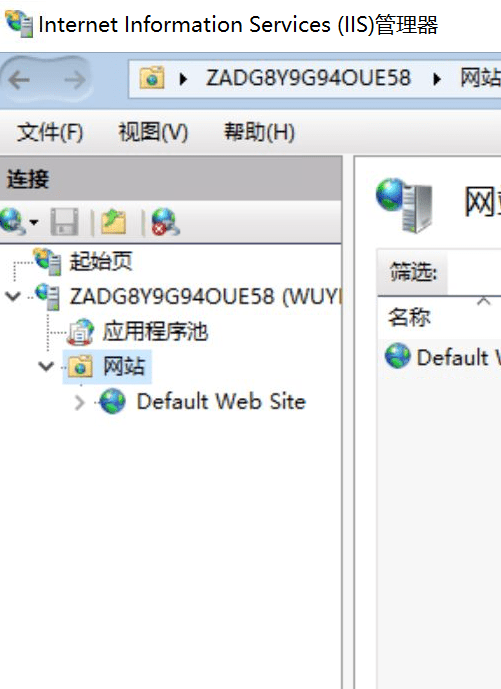 Internet Information Services (IIS)管理器
ZADG8Y9G94OUE58 网站
文件(F) 视图(V) 帮助(H)
连接
起始页
ZADG8Y9G94OUE58 (WUYI
应用程序池
网站
Default Web Site
网
筛选:
名称
Default